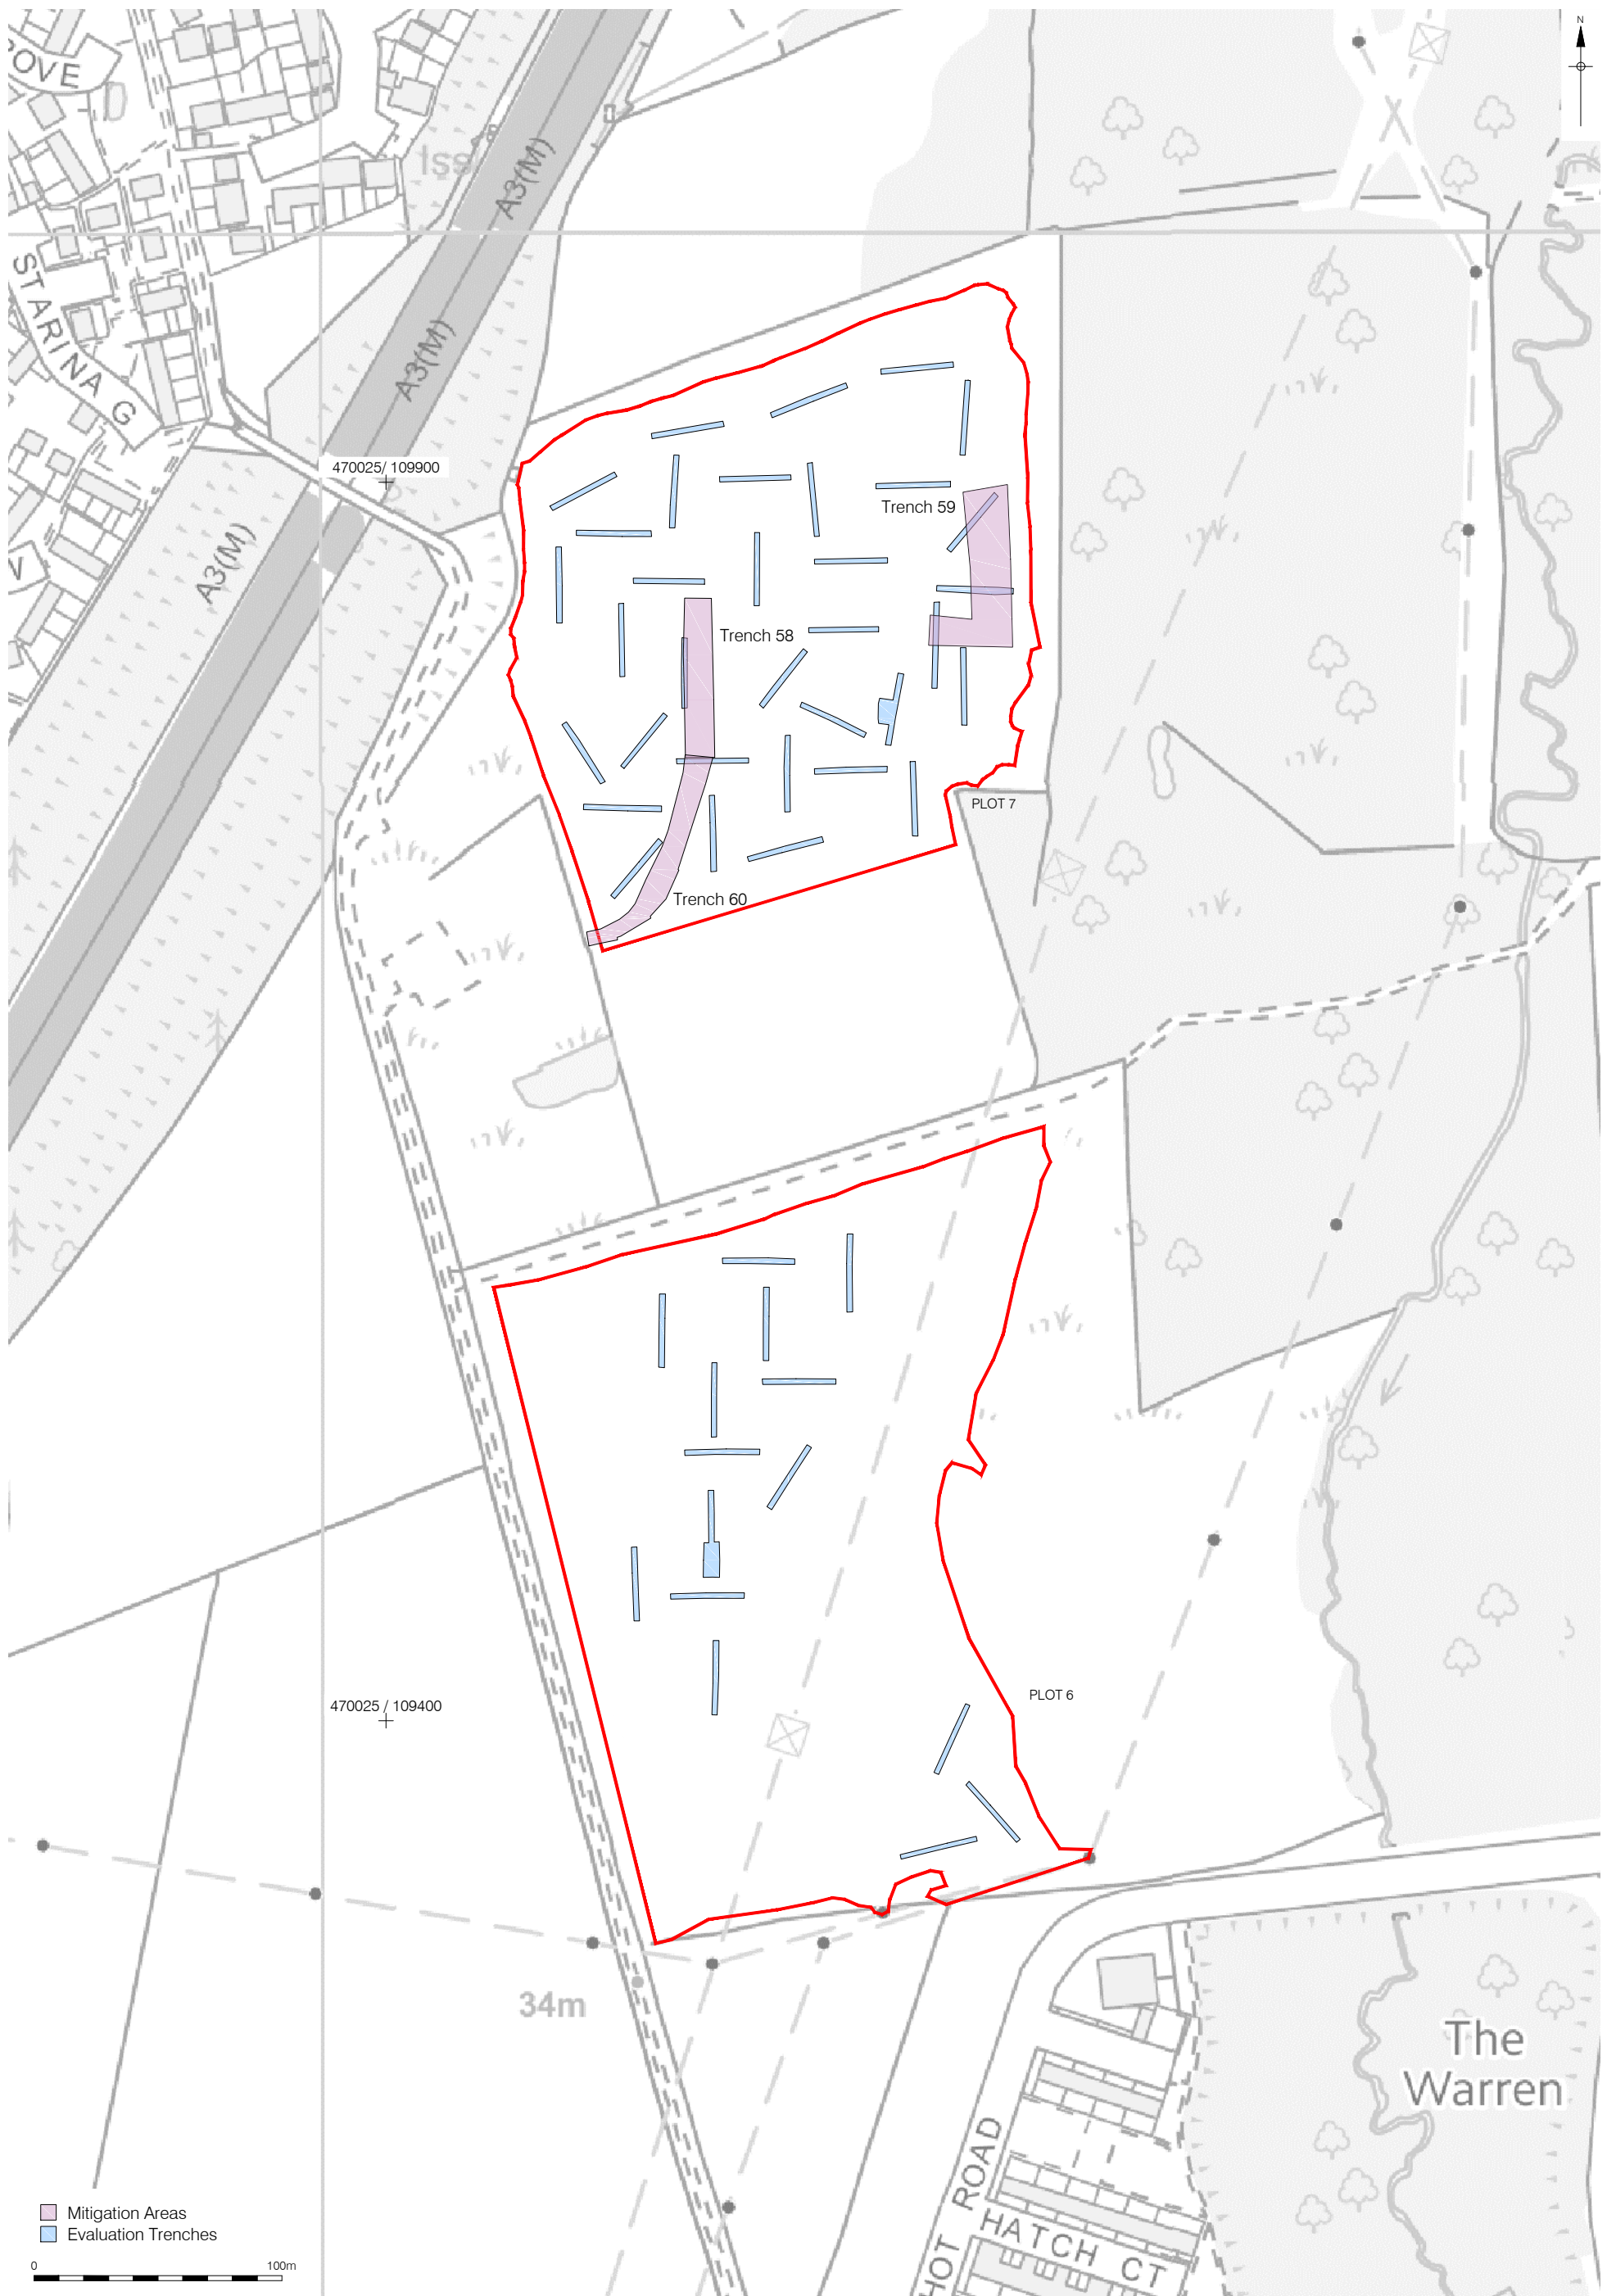 N
OVE
Iss
A3(M)
A3(M)
STARINA G
470025/ 109900
A3(M)
Trench 59
Trench 58
PLOT 7
Trench 60
PLOT 6
470025 / 109400
34m
The
Warren
ROAD
HATCH CT
HOT
Mitigation Areas
Evaluation Trenches
0 100m